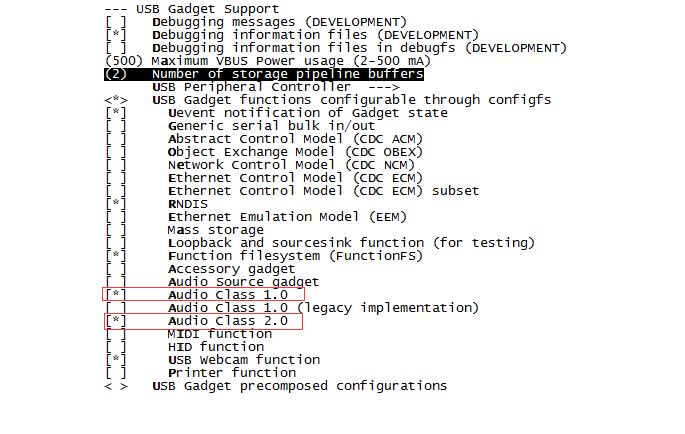 --- USB Gadget Support
[ ] Debugging messages (DEVELOPMENT)
[*] Debugging information files (DEVELOPMENT)
[ ] Debugging information files in debugfs (DEVELOPMENT)
(500) Maximum VBUS Power usage (2-500 mA)
(2) Number of storage pipeline buffers
USB Peripheral Controller --->
<*> USB Gadget functions configurable through configfs
[*] Uevent notification of Gadget state
[ ] Generic serial bulk in/out
[ ] Abstract Control Model (CDC ACM)
[ ] Object Exchange Model (CDC OBEX)
[ ] Network Control Model (CDC NCM)
[ ] Ethernet Control Model (CDC ECM)
[ ] Ethernet Control Model (CDC ECM) subset
[*] RNDIS
[ ] Ethernet Emulation Model (EEM)
[ ] Mass storage
[ ] Loopback and sourcesink function (for testing)
[*] Function filesystem (FunctionFS)
[ ] Accessory gadget
[ ] Audio Source gadget
[*] Audio Class 1.0
[ ] Audio Class 1.0 (legacy implementation)
[*] Audio Class 2.0
[ ] MIDI function
[ ] HID function
[*] USB Webcam function
[ ] Printer function
< > USB Gadget precomposed configurations